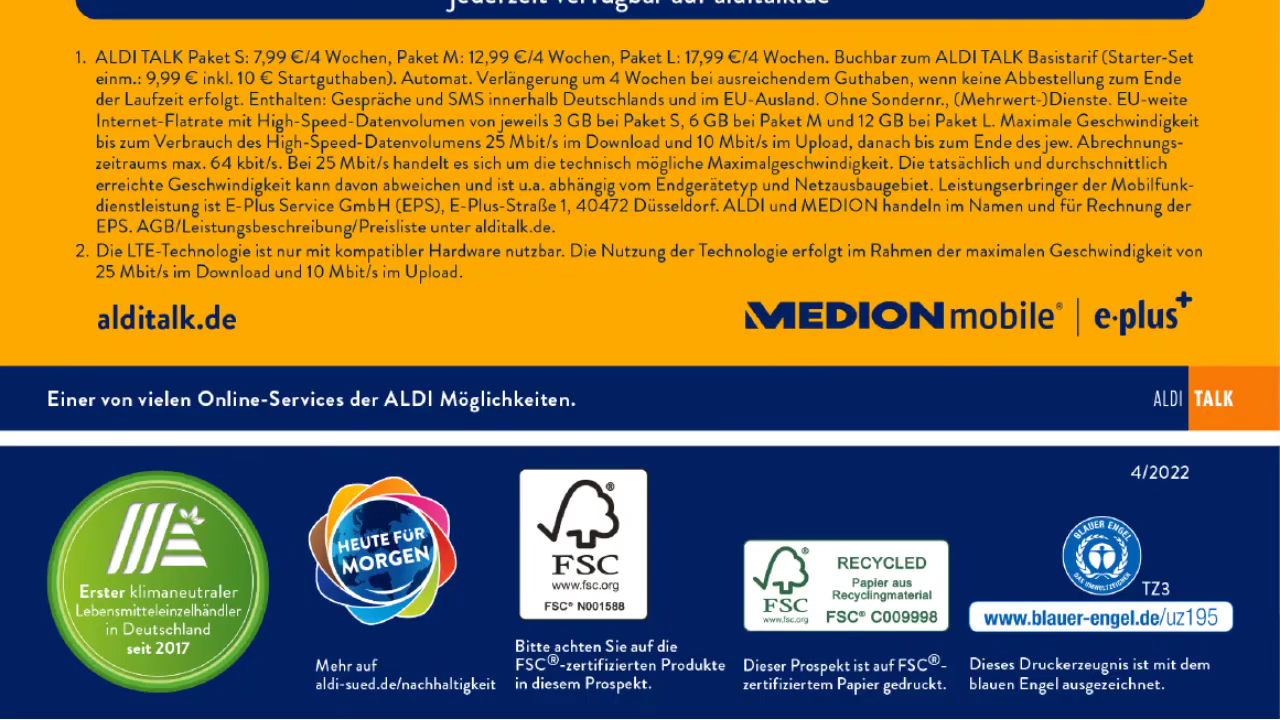 jederzeit verfügbar auf alditalk.de
1. ALDI TALK Paket S: 7,99 €/4 Wochen, Paket M: 12,99 €/4 Wochen, Paket L: 17,99 €/4 Wochen. Buchbar zum ALDI TALK Basistarif (Starter-Set
einm.: 9,99 € inkl. 10 € Startguthaben). Automat. Verlängerung um 4 Wochen bei ausreichendem Guthaben, wenn keine Abbestellung zum Ende
der Laufzeit erfolgt. Enthalten: Gespräche und SMS innerhalb Deutschlands und im EU-Ausland. Ohne Sondernr., (Mehrwert-)Dienste. EU-weite
Internet-Flatrate mit High-Speed-Datenvolumen von jeweils 3 GB bei Paket S, 6 GB bei Paket M und 12 GB bei Paket L. Maximale Geschwindigkeit
bis zum Verbrauch des High-Speed-Datenvolumens 25 Mbit/s im Download und 10 Mbit/s im Upload, danach bis zum Ende des jew. Abrechnungs-
zeitraums max. 64 kbit/s. Bei 25 Mbit/s handelt es sich um die technisch mögliche Maximalgeschwindigkeit. Die tatsächlich und durchschnittlich
erreichte Geschwindigkeit kann davon abweichen und ist u.a. abhängig vom Endgerätetyp und Netzausbaugebiet. Leistungserbringer der Mobilfunk-
dienstleistung ist E-Plus Service GmbH (EPS), E-Plus-Straße 1, 40472 Düsseldorf. ALDI und MEDION handeln im Namen und für Rechnung der
EPS. AGB/Leistungsbeschreibung/Preisliste unter alditalk.de.
2. Die LTE-Technologie ist nur mit kompatibler Hardware nutzbar. Die Nutzung der Technologie erfolgt im Rahmen der maximalen Geschwindigkeit von
25 Mbit/s im Download und 10 Mbit/s im Upload.
alditalk.de
MEDION mobile® | e·plus+
Einer von vielen Online-Services der ALDI Möglichkeiten.
ALDI TALK
4/2022
Erster klimaneutraler
Lebensmitteleinzelhändler
in Deutschland
seit 2017
HEUTE FÜR
MORGEN
Mehr auf
aldi-sued.de/nachhaltigkeit
®
FSC
www.fsc.org
FSC® N001588
Bitte achten Sie auf die
FSC®-zertifizierten Produkte
in diesem Prospekt.
®
FSC
www.fsc.org
RECYCLED
Papier aus
Recyclingmaterial
FSC® C009998
Dieser Prospekt ist auf FSC®-
zertifiziertem Papier gedruckt.
BLAUER ENGEL
DAS UMWELTZEICHEN
TZ3
www.blauer-engel.de/uz195
Dieses Druckerzeugnis ist mit dem
blauen Engel ausgezeichnet.